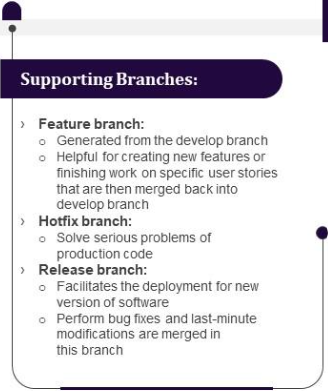 Supporting Branches:
› Feature branch:
o Generated from the develop branch
o Helpful for creating new features or
finishing work on specific user stories
that are then merged back into
develop branch
› Hotfix branch:
o Solve serious problems of
production code
› Release branch:
o Facilitates the deployment for new
version of software
o Perform bug fixes and last-minute
modifications are merged in
this branch